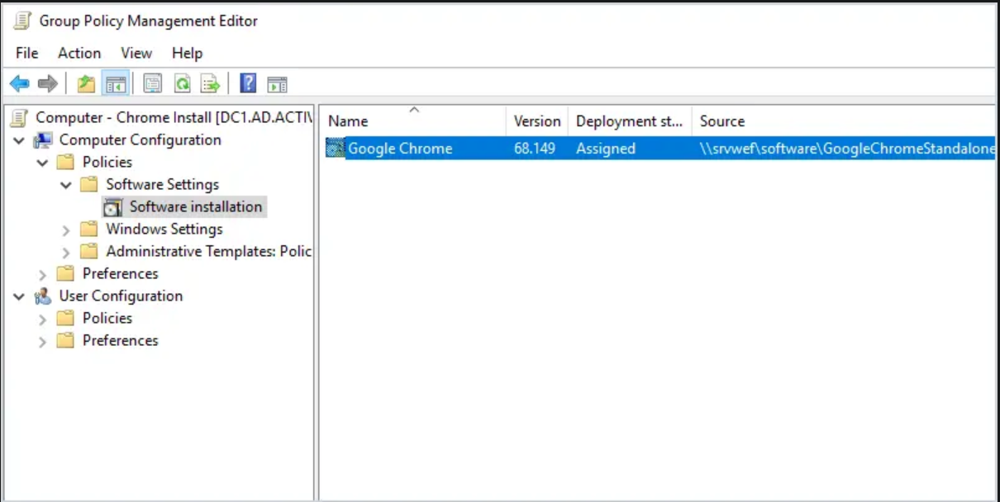 Group Policy Management Editor
File Action View Help
Computer - Chrome Install [DC1.AD.ACTIV
Computer Configuration
Policies
Software Settings
Software installation
Windows Settings
Administrative Templates: Polic
Preferences
User Configuration
Policies
Preferences
Name Version Deployment st... Source
Google Chrome 68.149 Assigned \\srvwef\software\GoogleChromeStandalone